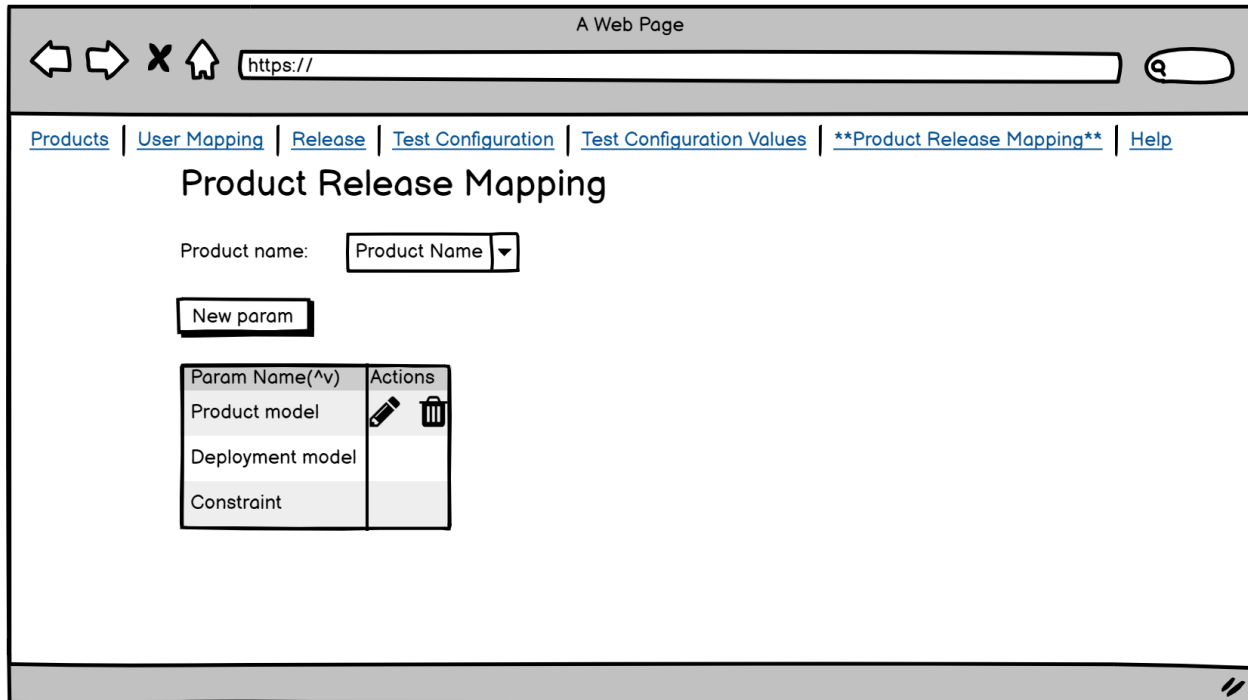 A Web Page
https://
Products User Mapping Release Test Configuration Test Configuration Values **Product Release Mapping** Help
Product Release Mapping
Product name: Product Name
New param
Param Name(^v) Actions
Product model
Deployment model
Constraint